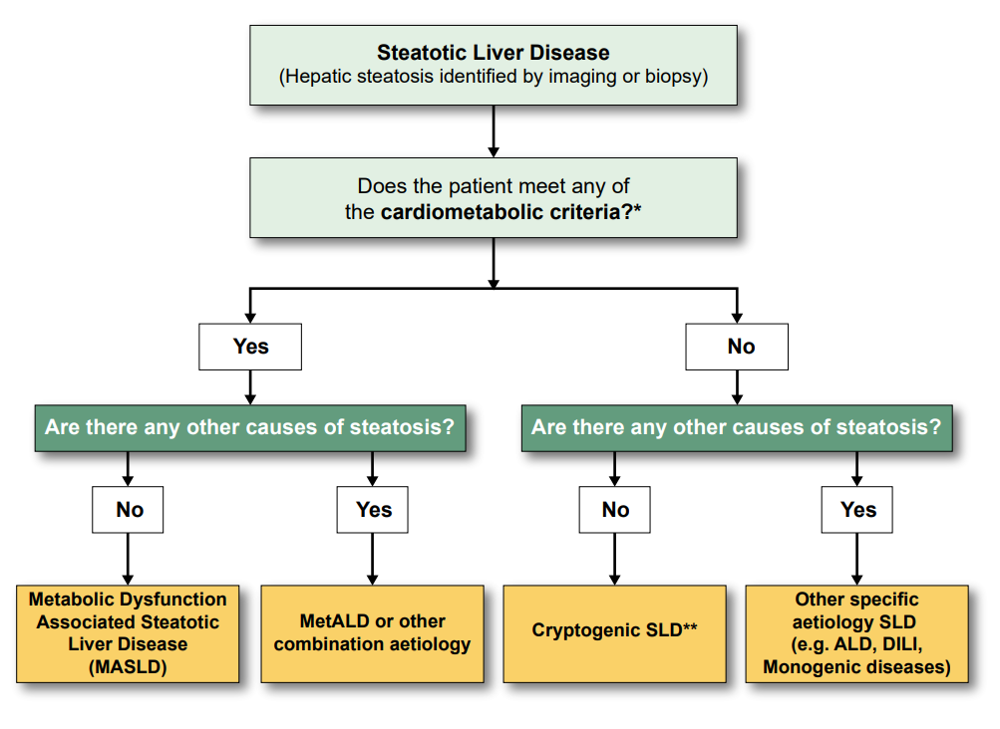 Steatotic Liver Disease
(Hepatic steatosis identified by imaging or biopsy)
Does the patient meet any of
the cardiometabolic criteria?*
Yes
No
Are there any other causes of steatosis?
Are there any other causes of steatosis?
No
Yes
No
Yes
Metabolic Dysfunction
Associated Steatotic
Liver Disease
(MASLD)
MetALD or other
combination aetiology
Cryptogenic SLD**
Other specific
aetiology SLD
(e.g. ALD, DILI,
Monogenic diseases)